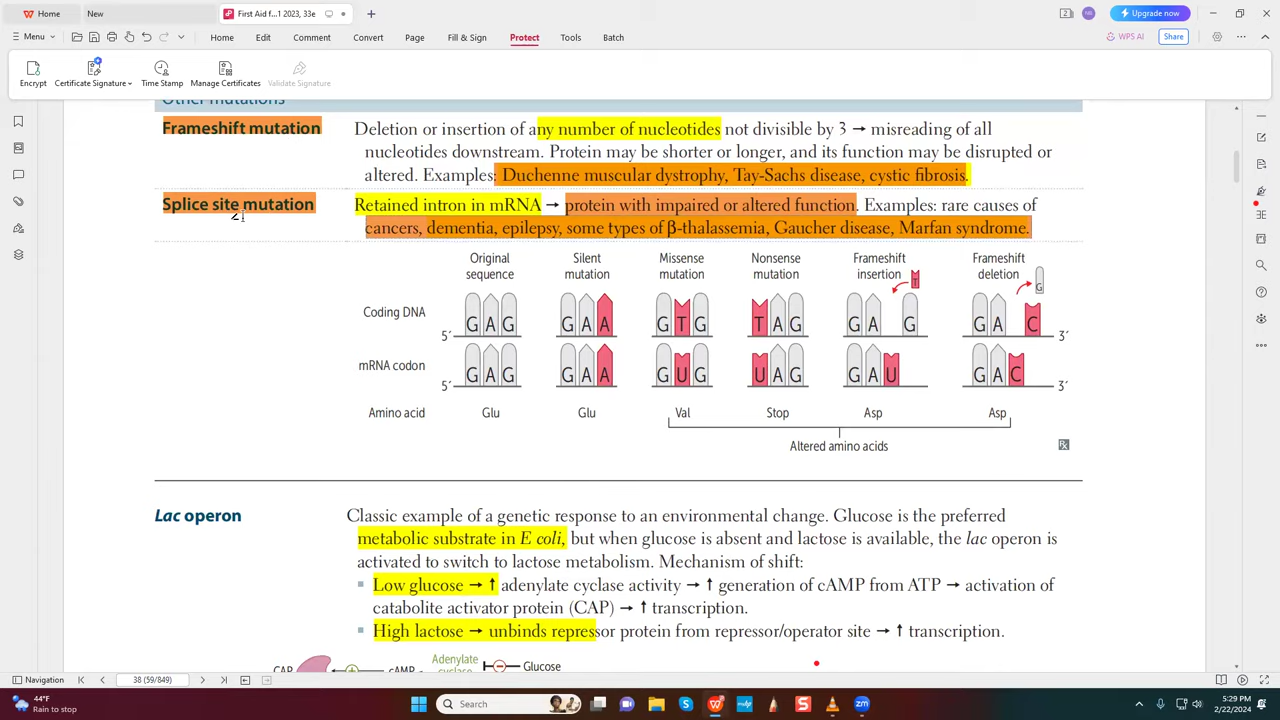 Home
New
First Aid f...1 2023, 33e
NB
Upgrade now
Menu
Home Edit Comment Convert Page Fill & Sign Protect Tools Batch
WPS AI
Share
Encrypt Certificate Signature Time Stamp Manage Certificates Validate Signature
Other mutations
Frameshift mutation Deletion or insertion of any number of nucleotides not divisible by 3 → misreading of all
nucleotides downstream. Protein may be shorter or longer, and its function may be disrupted or
altered. Examples: Duchenne muscular dystrophy, Tay-Sachs disease, cystic fibrosis.
Splice site mutation Retained intron in mRNA → protein with impaired or altered function. Examples: rare causes of
cancers, dementia, epilepsy, some types of β-thalassemia, Gaucher disease, Marfan syndrome.
Original sequence Silent mutation Missense mutation Nonsense mutation Frameshift insertion Frameshift deletion
T G
Coding DNA 5´ G A G G A A G T G T A G G A G G A C 3´
mRNA codon 5´ G A G G A A G U G U A G G A U G A C 3´
Amino acid Glu Glu Val Stop Asp Asp
Altered amino acids
Rx
Lac operon Classic example of a genetic response to an environmental change. Glucose is the preferred
metabolic substrate in E coli, but when glucose is absent and lactose is available, the lac operon is
activated to switch to lactose metabolism. Mechanism of shift:
▪ Low glucose → ↑ adenylate cyclase activity → ↑ generation of cAMP from ATP → activation of
catabolite activator protein (CAP) → ↑ transcription.
▪ High lactose → unbinds repressor protein from repressor/operator site → ↑ transcription.
CAP cAMP Adenylate cyclase Glucose
Navigation 38 (59/849)
44°F
Rain to stop
Search
5:29 PM
2/22/2024